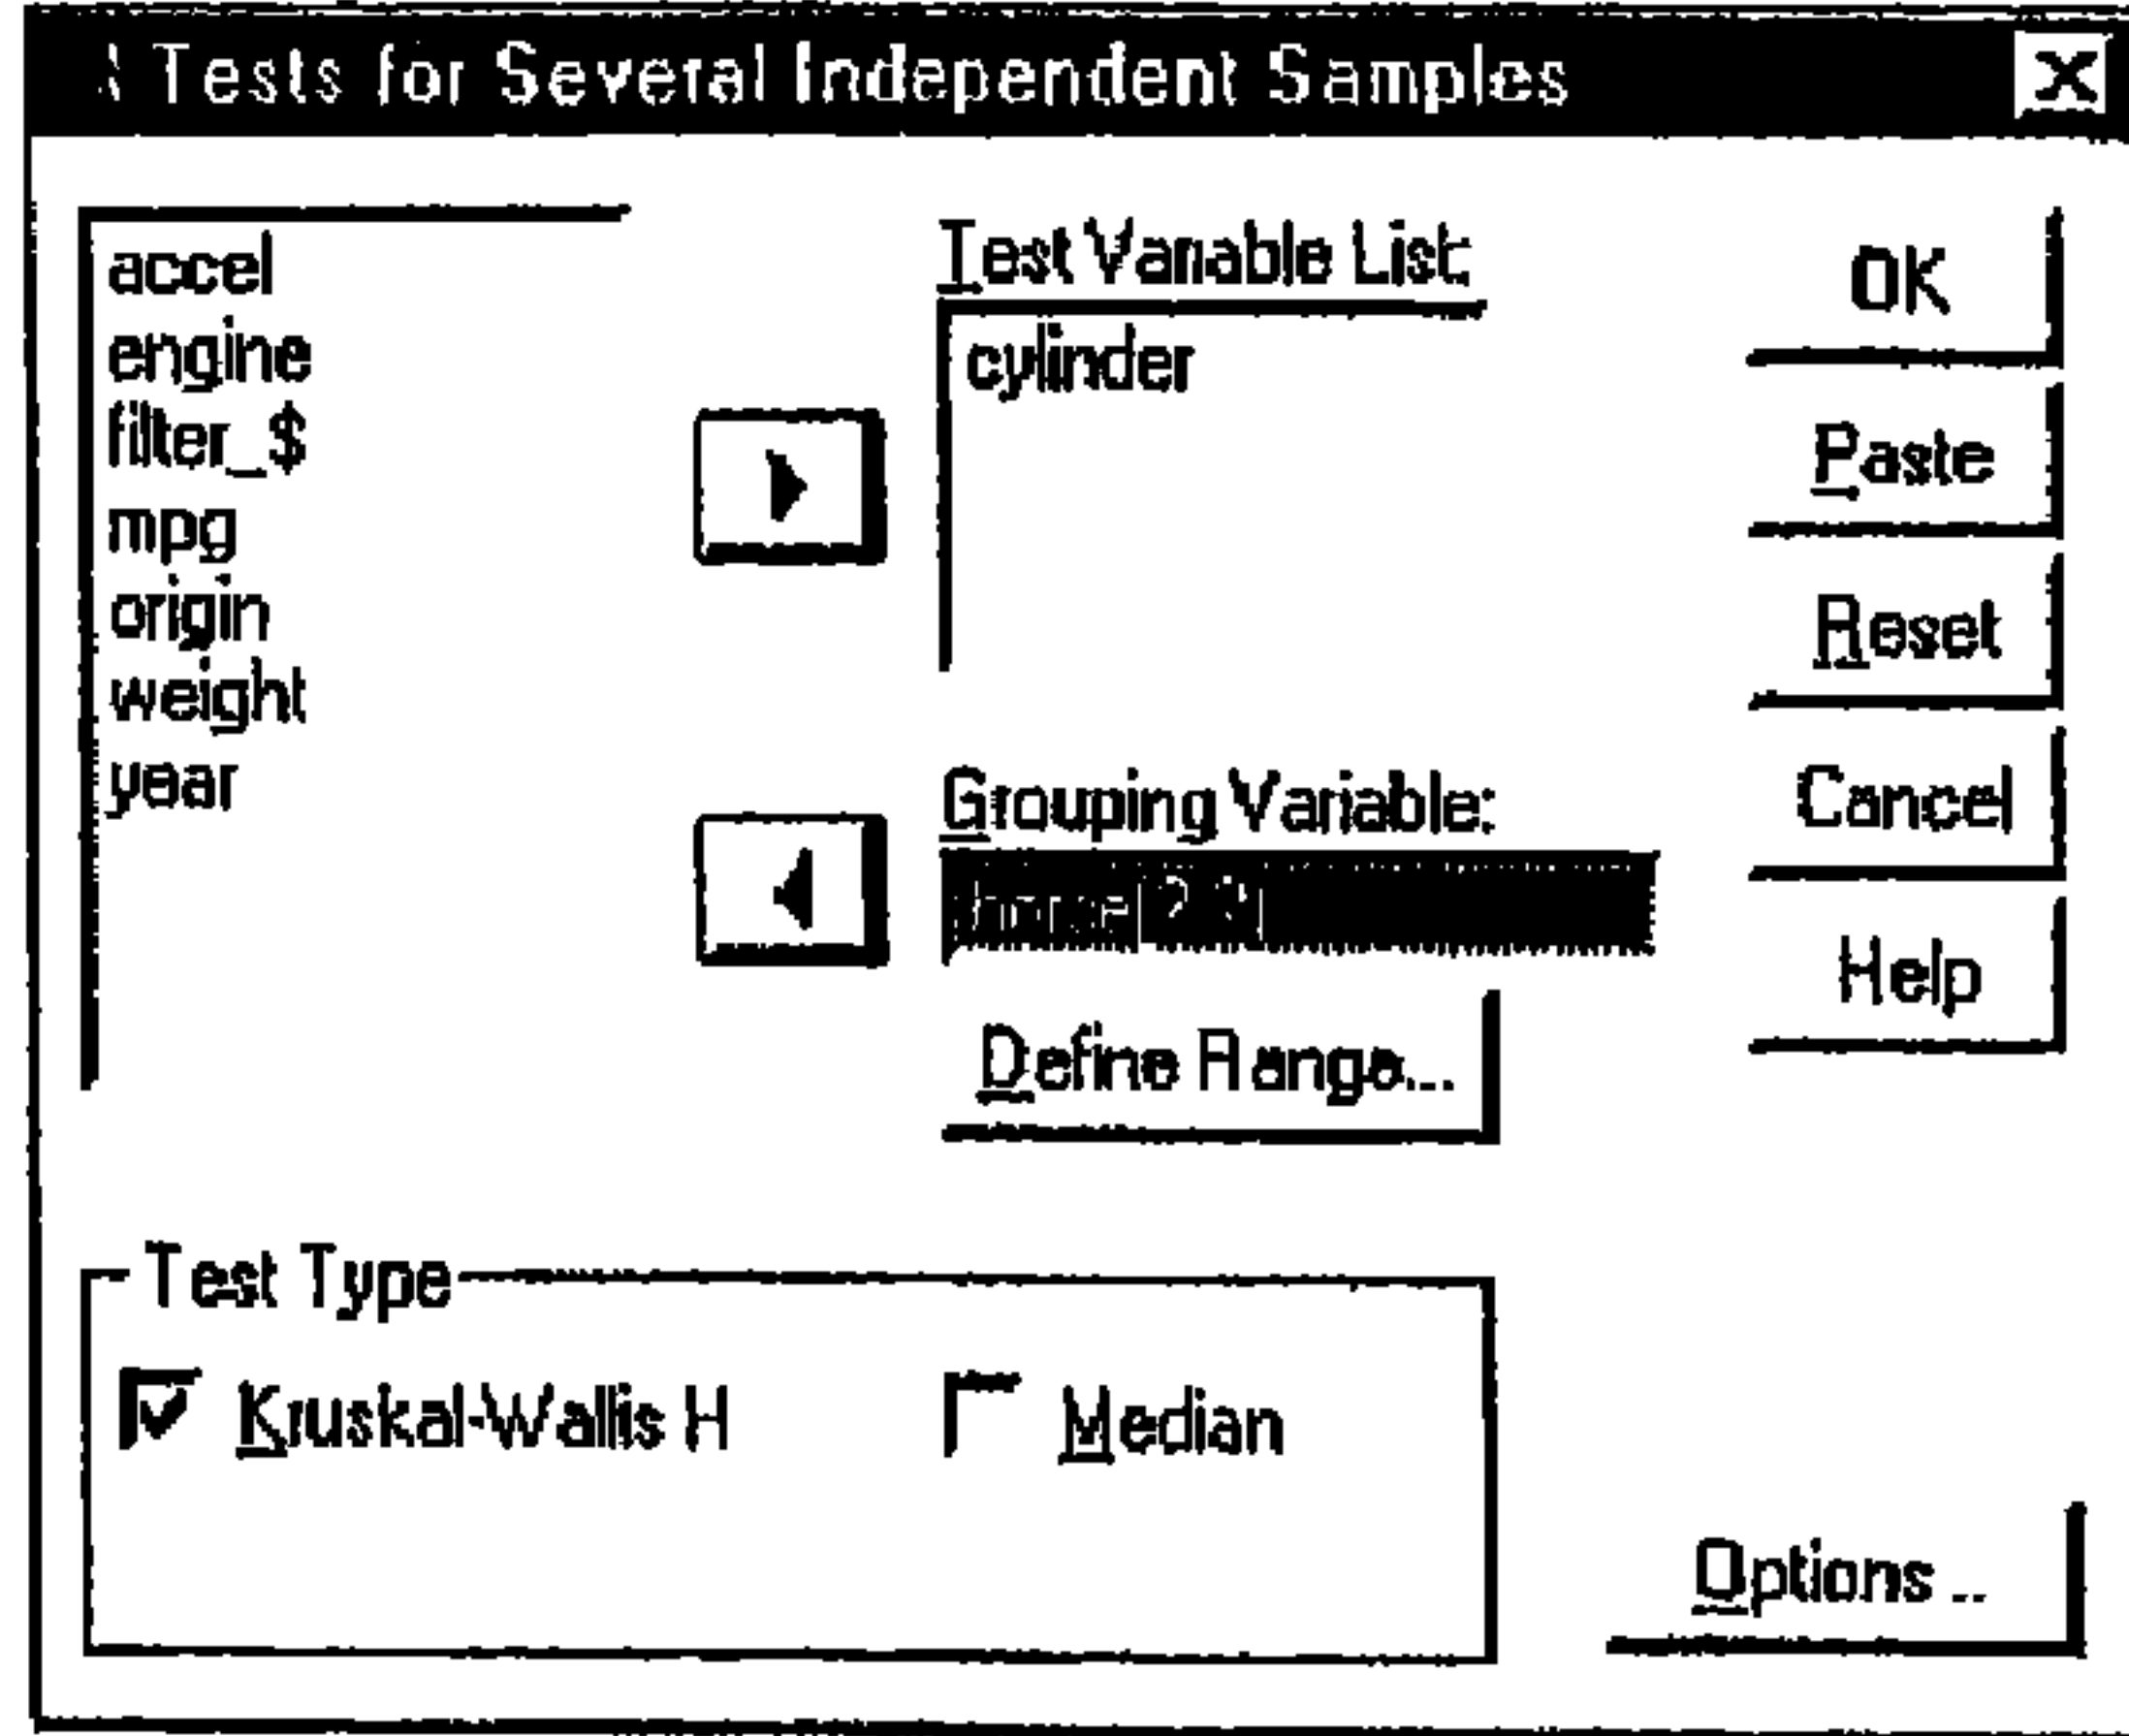 Tests for Several Independent Samples
accel
engine
filter_$
mpg
origin
weight
year
Test Variable List:
cylinder
Grouping Variable:
Define Range...
OK
Paste
Reset
Cancel
Help
Test Type
Kruskal-Wallis H
Median
Options...